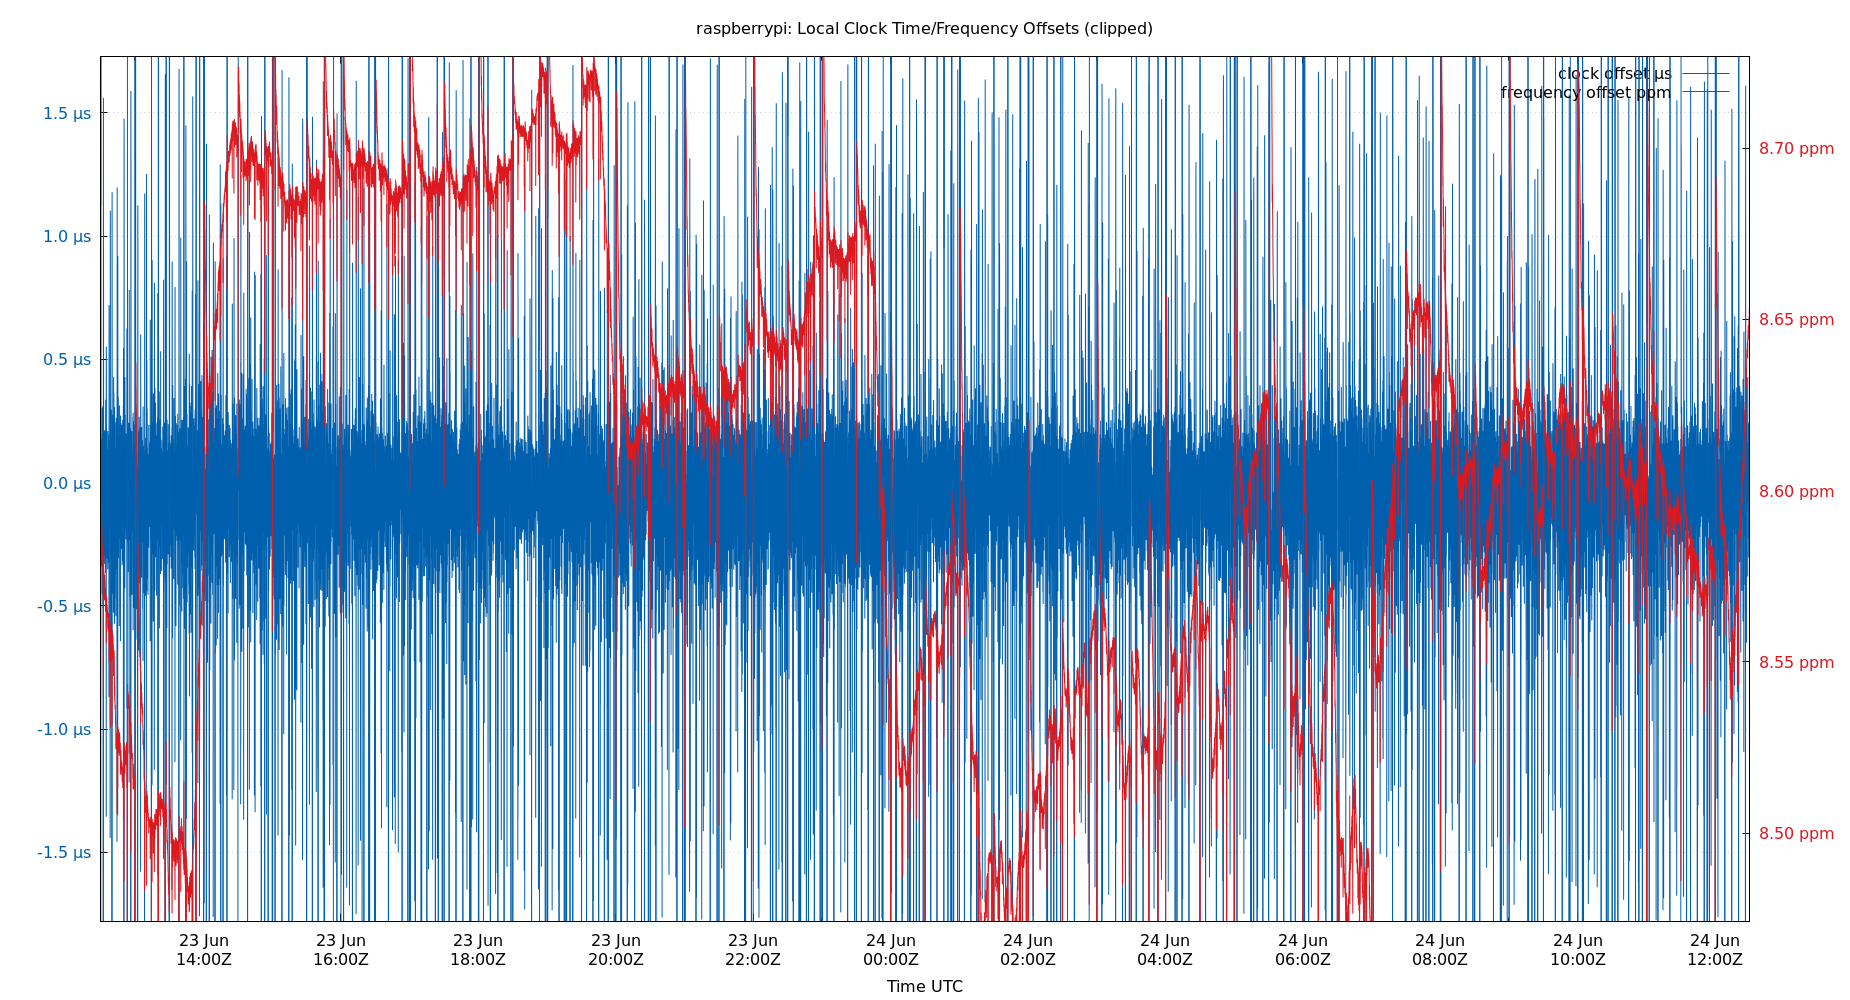 raspberrypi: Local Clock Time/Frequency Offsets (clipped)
clock offset µs
frequency offset ppm
1.5 µs
1.0 µs
0.5 µs
0.0 µs
-0.5 µs
-1.0 µs
-1.5 µs
8.70 ppm
8.65 ppm
8.60 ppm
8.55 ppm
8.50 ppm
23 Jun 23 Jun 23 Jun 23 Jun 23 Jun 24 Jun 24 Jun 24 Jun 24 Jun 24 Jun 24 Jun 24 Jun
14:00Z 16:00Z 18:00Z 20:00Z 22:00Z 00:00Z 02:00Z 04:00Z 06:00Z 08:00Z 10:00Z 12:00Z
Time UTC